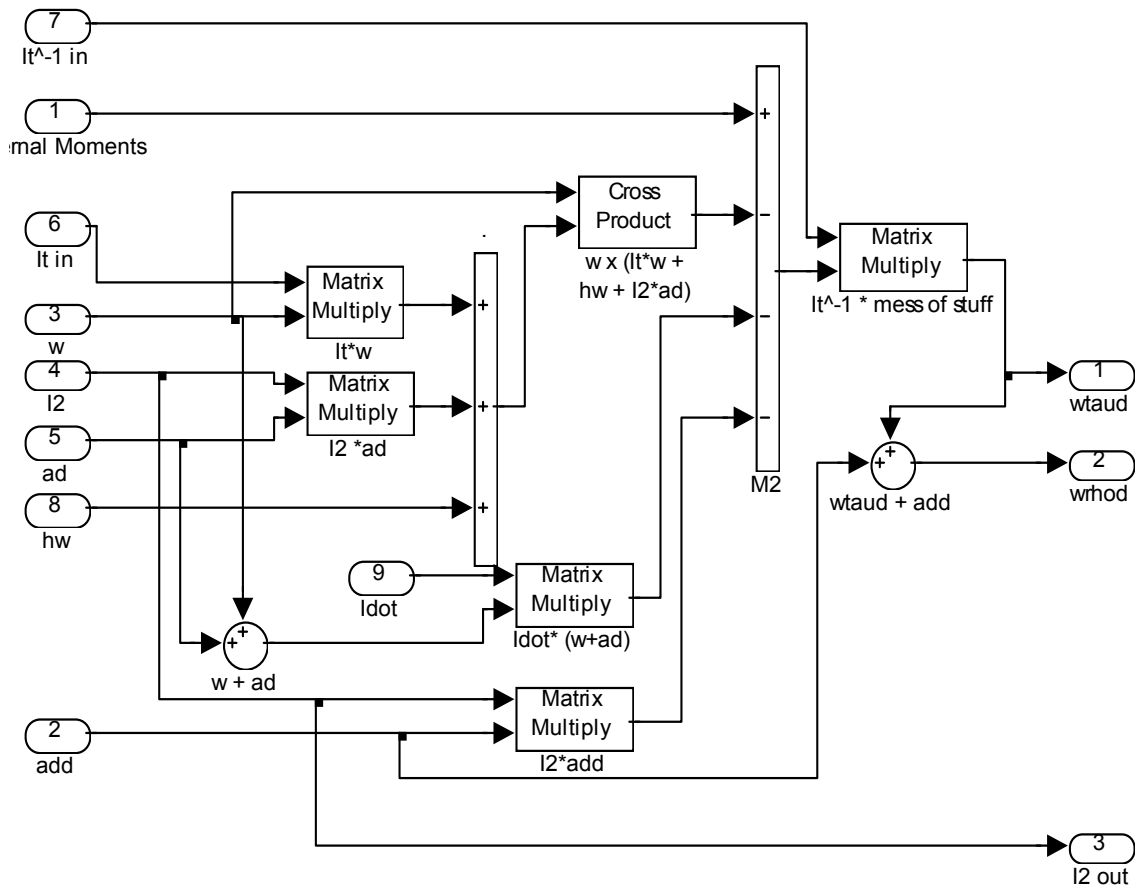 7
It^-1 in
1
ernal Moments
6
It in
3
w
4
I2
5
ad
8
hw
Matrix
Multiply
It*w
Matrix
Multiply
I2 *ad
+
+
+
.
Cross
Product
w x (It*w +
hw + I2*ad)
9
Idot
Matrix
Multiply
Idot* (w+ad)
+
+
w + ad
2
add
Matrix
Multiply
I2*add
+
-
-
-
M2
Matrix
Multiply
It^-1 * mess of stuff
+
+
wtaud + add
1
wtaud
2
wrhod
3
I2 out